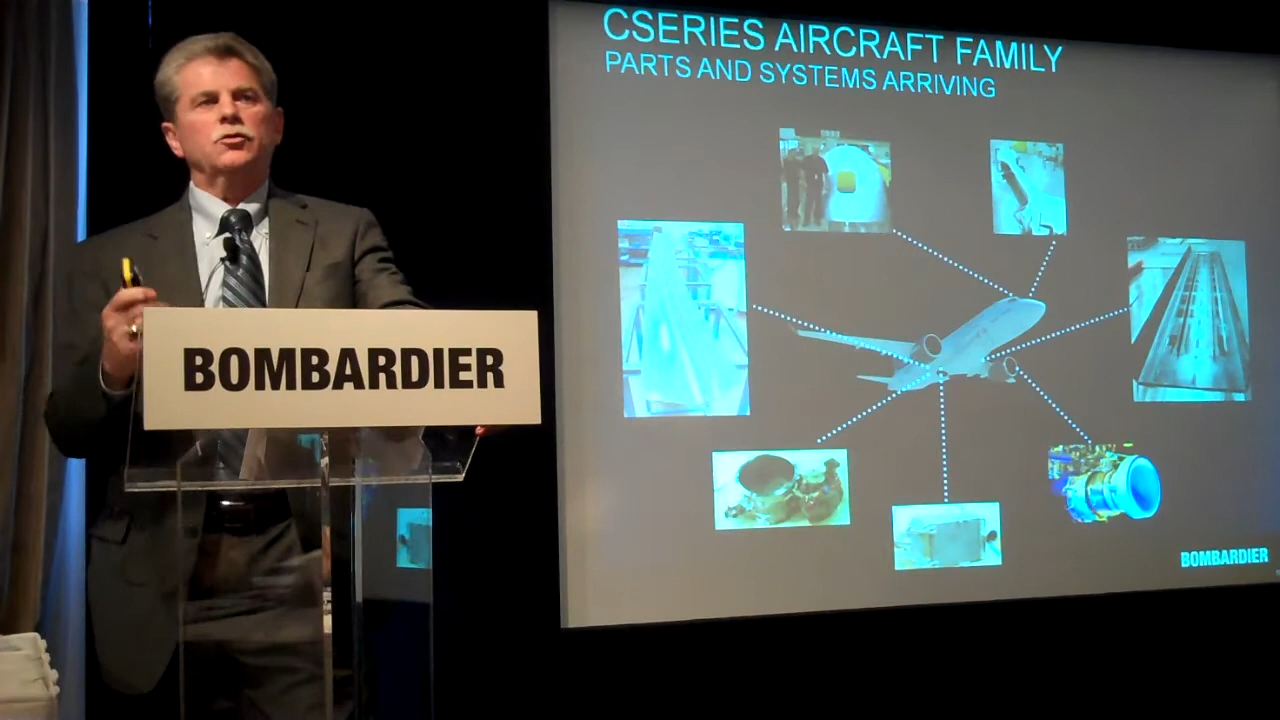 CSERIES AIRCRAFT FAMILY
PARTS AND SYSTEMS ARRIVING
BOMBARDIER
BOMBARDIER